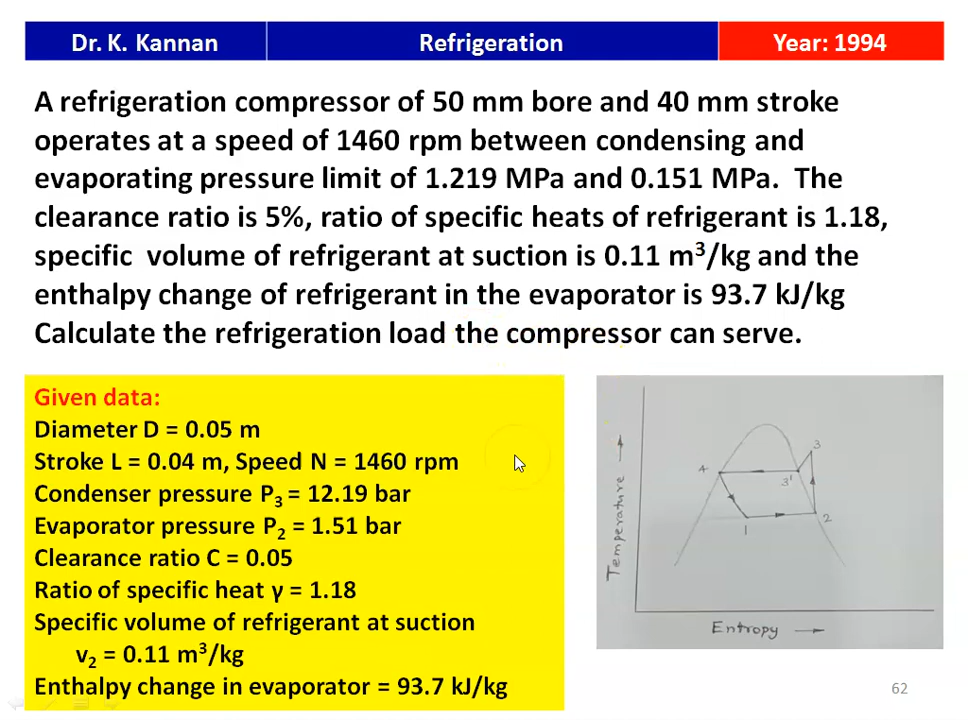 Dr. K. Kannan
Refrigeration
Year: 1994
A refrigeration compressor of 50 mm bore and 40 mm stroke
operates at a speed of 1460 rpm between condensing and
evaporating pressure limit of 1.219 MPa and 0.151 MPa. The
clearance ratio is 5%, ratio of specific heats of refrigerant is 1.18,
specific volume of refrigerant at suction is 0.11 m³/kg and the
enthalpy change of refrigerant in the evaporator is 93.7 kJ/kg
Calculate the refrigeration load the compressor can serve.
Given data:
Diameter D = 0.05 m
Stroke L = 0.04 m, Speed N = 1460 rpm
Condenser pressure P₃ = 12.19 bar
Evaporator pressure P₂ = 1.51 bar
Clearance ratio C = 0.05
Ratio of specific heat γ = 1.18
Specific volume of refrigerant at suction
v₂ = 0.11 m³/kg
Enthalpy change in evaporator = 93.7 kJ/kg
Temperature
4
3
3'
1
2
Entropy
62